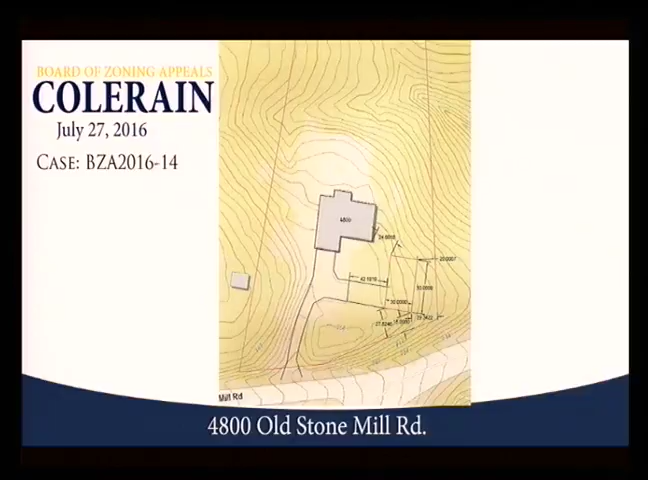 BOARD OF ZONING APPEALS
COLERAIN
July 27, 2016
CASE: BZA2016-14
4800
Mill Rd
4800 Old Stone Mill Rd.